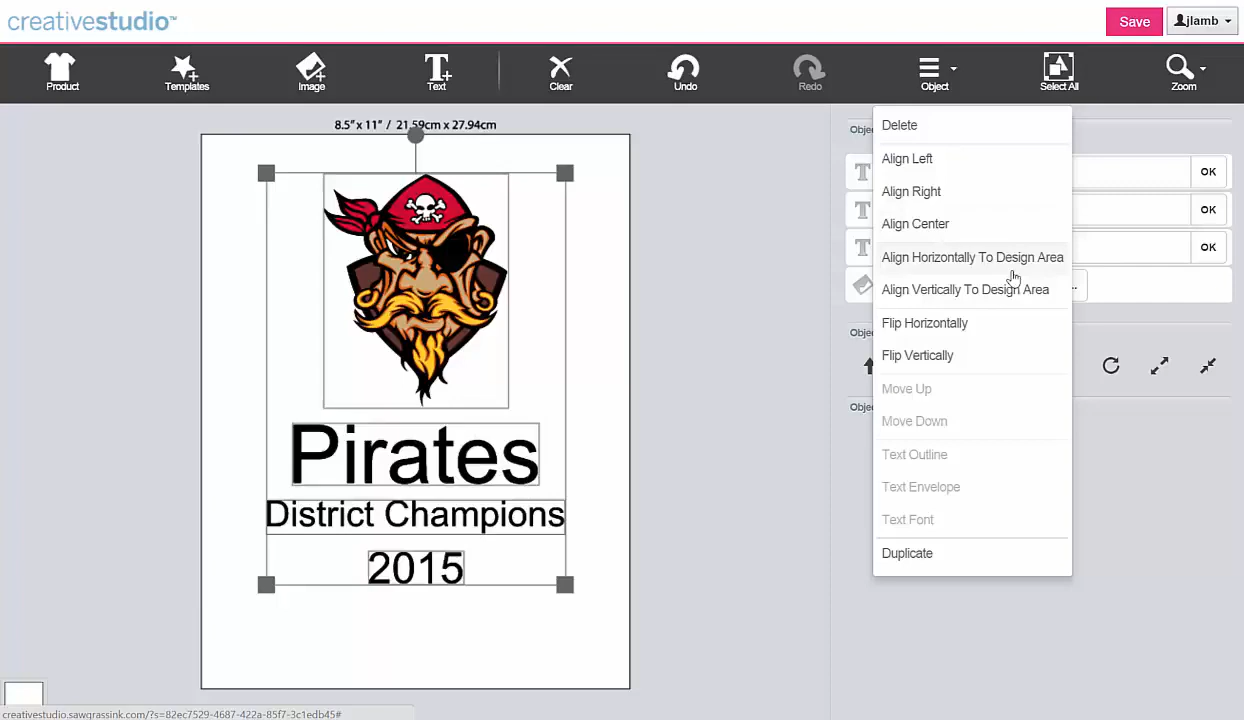 creativestudio™
Save
jlamb
Product
Templates
Image
Text
Clear
Undo
Redo
Object
Select All
Zoom
8.5" x 11" / 21.59cm x 27.94cm
Pirates
District Champions
2015
Objec
T
OK
T
OK
T
OK
Objec
Objec
Delete
Align Left
Align Right
Align Center
Align Horizontally To Design Area
Align Vertically To Design Area
Flip Horizontally
Flip Vertically
Move Up
Move Down
Text Outline
Text Envelope
Text Font
Duplicate
creativestudio.sawgrassink.com/?s=82ec7529-4687-422a-85f7-3c1edb45#